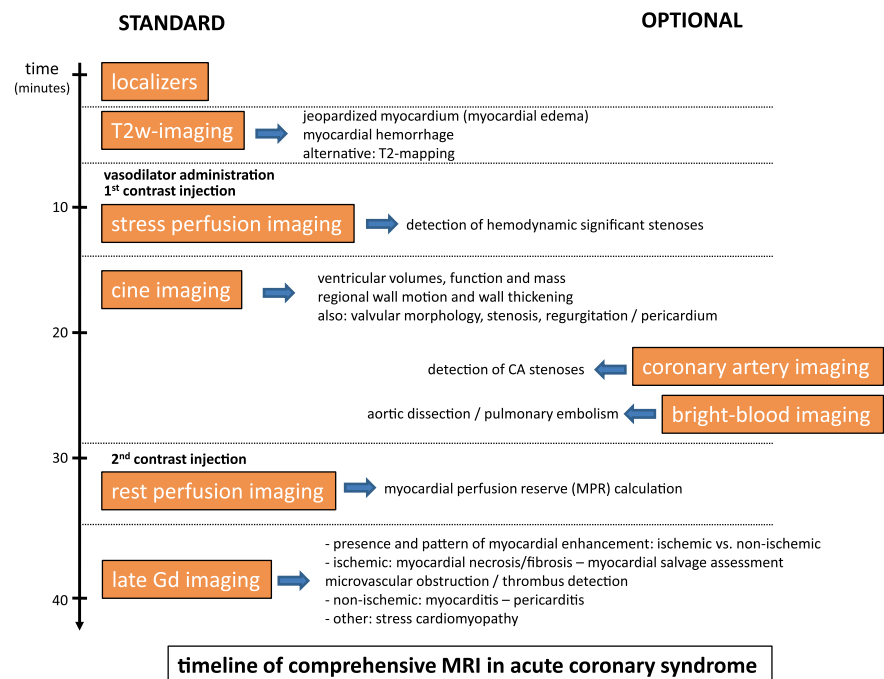 STANDARD
OPTIONAL
time
(minutes)
localizers
T2w-imaging
jeopardized myocardium (myocardial edema)
myocardial hemorrhage
alternative: T2-mapping
vasodilator administration
1st contrast injection
10
stress perfusion imaging
detection of hemodynamic significant stenoses
cine imaging
ventricular volumes, function and mass
regional wall motion and wall thickening
also: valvular morphology, stenosis, regurgitation / pericardium
20
detection of CA stenoses
coronary artery imaging
aortic dissection / pulmonary embolism
bright-blood imaging
30
2nd contrast injection
rest perfusion imaging
myocardial perfusion reserve (MPR) calculation
late Gd imaging
- presence and pattern of myocardial enhancement: ischemic vs. non-ischemic
- ischemic: myocardial necrosis/fibrosis – myocardial salvage assessment
microvascular obstruction / thrombus detection
- non-ischemic: myocarditis – pericarditis
- other: stress cardiomyopathy
40
timeline of comprehensive MRI in acute coronary syndrome